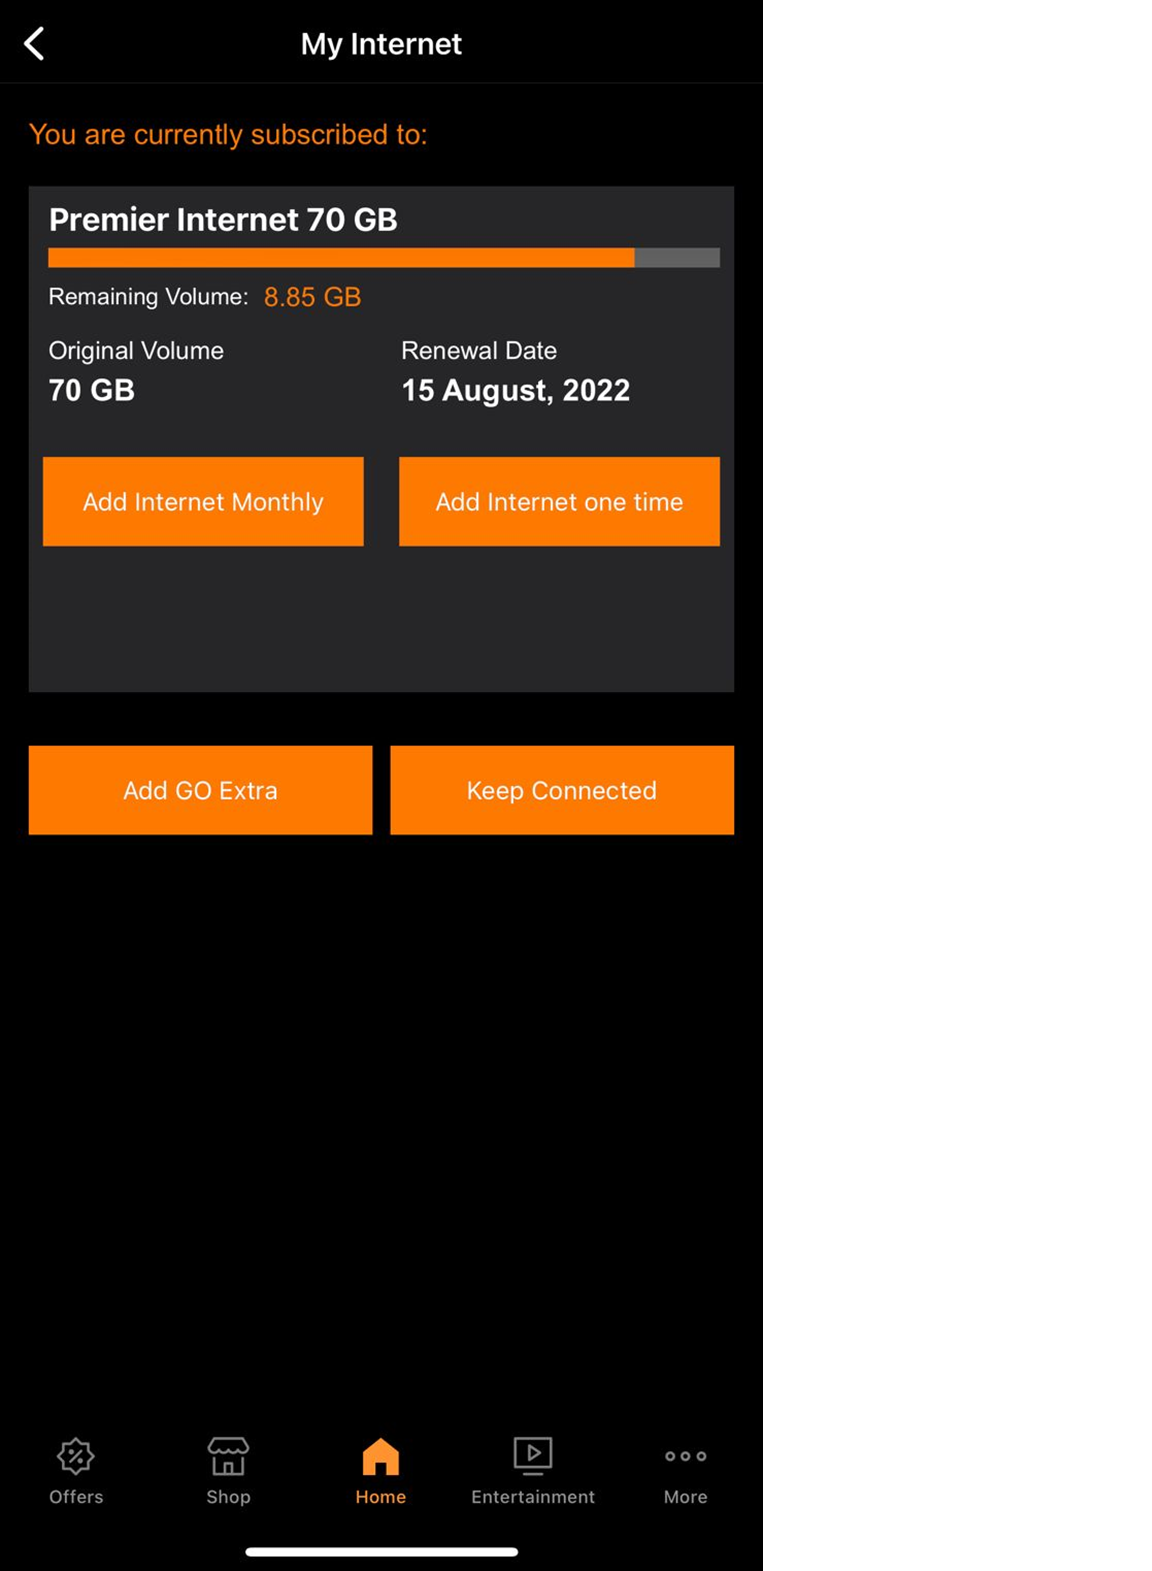 My Internet
You are currently subscribed to:
Premier Internet 70 GB
Remaining Volume: 8.85 GB
Original Volume
Renewal Date
70 GB
15 August, 2022
Add Internet Monthly
Add Internet one time
Add GO Extra
Keep Connected
Offers
Shop
Home
Entertainment
More